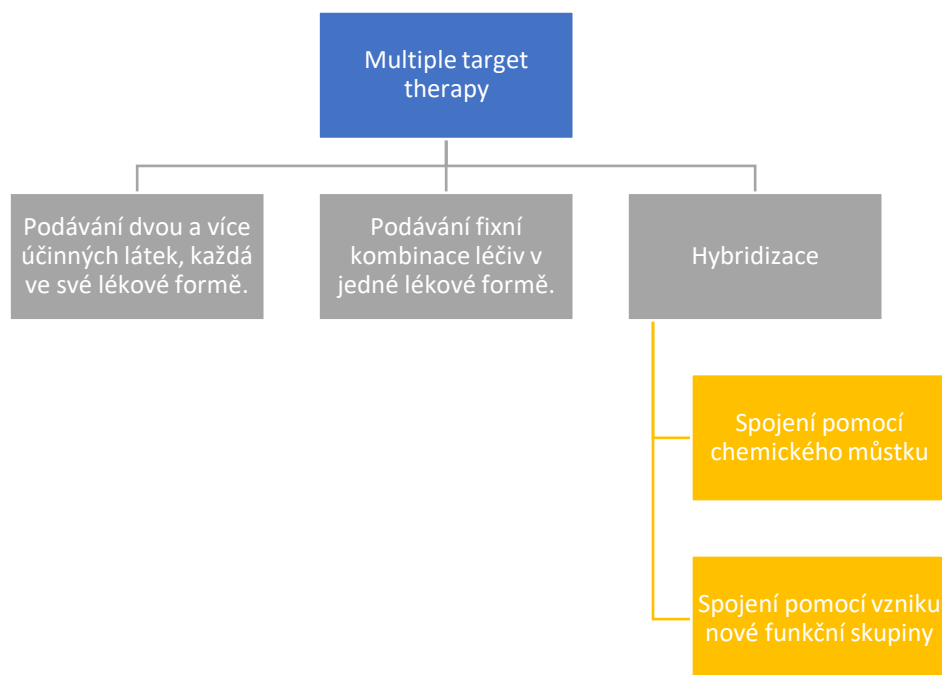 Multiple target
therapy
Podávání dvou a více
účinných látek, každá
ve své lékové formě.
Podávání fixní
kombinace léčiv v
jedné lékové formě.
Hybridizace
Spojení pomocí
chemického můstku
Spojení pomocí vzniku
nové funkční skupiny